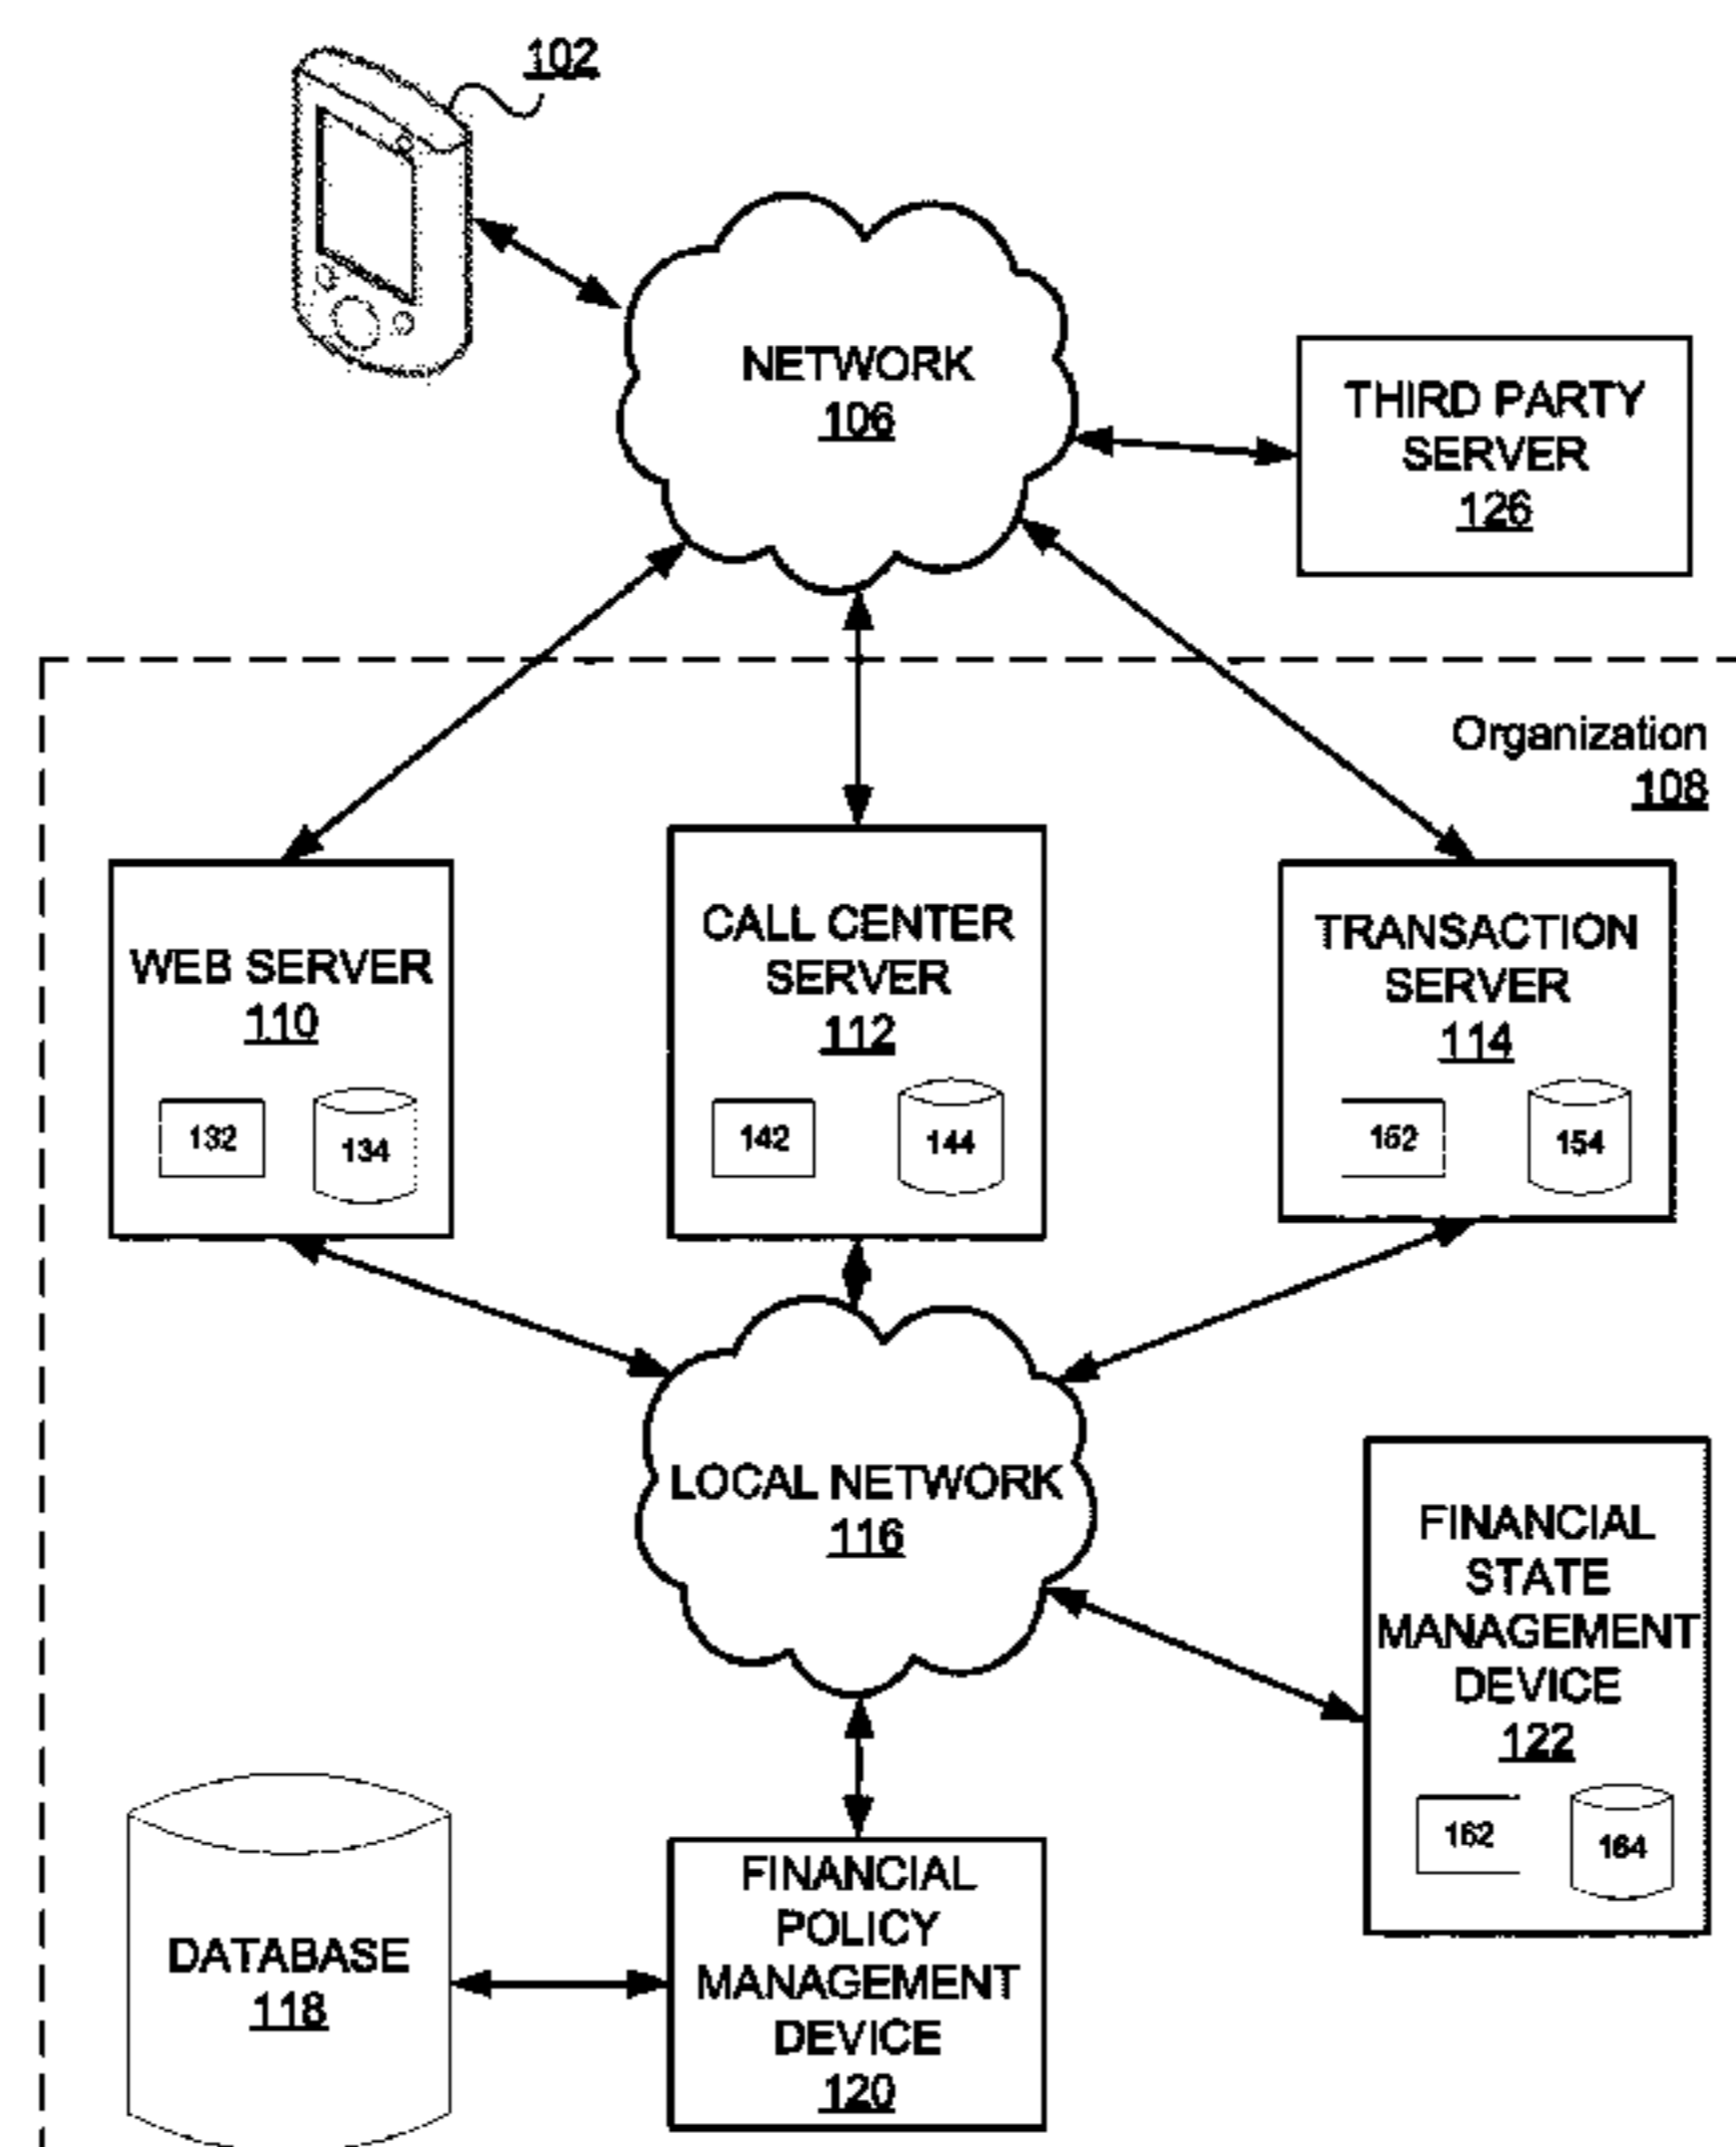 102
NETWORK
106
THIRD PARTY
SERVER
126
Organization
108
WEB SERVER
110
132
134
CALL CENTER
SERVER
112
142
144
TRANSACTION
SERVER
114
152
154
LOCAL NETWORK
116
FINANCIAL
STATE
MANAGEMENT
DEVICE
122
162
164
DATABASE
118
FINANCIAL
POLICY
MANAGEMENT
DEVICE
120